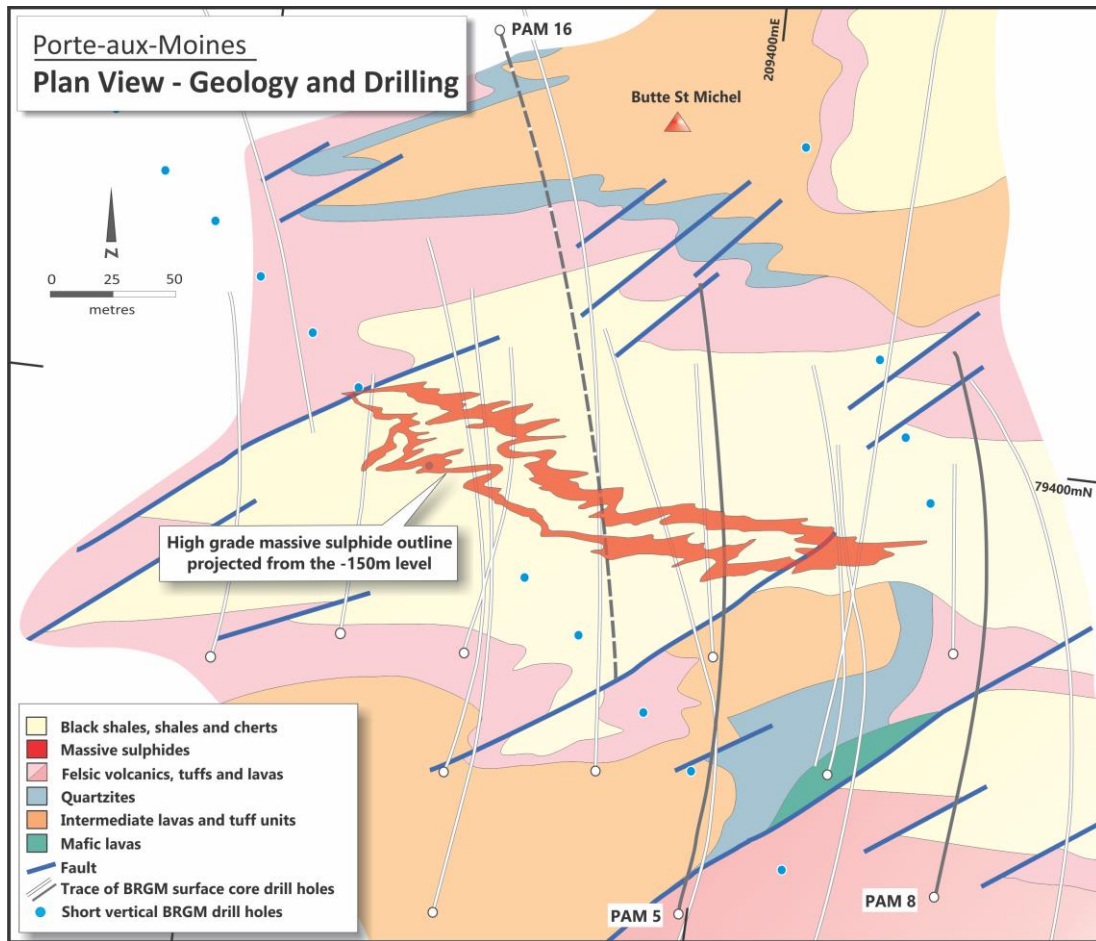 Porte-aux-Moines
Plan View - Geology and Drilling
PAM 16
209400mE
Butte St Michel
N
0 25 50
metres
79400mN
High grade massive sulphide outline
projected from the -150m level
Black shales, shales and cherts
Massive sulphides
Felsic volcanics, tuffs and lavas
Quartzites
Intermediate lavas and tuff units
Mafic lavas
Fault
Trace of BRGM surface core drill holes
Short vertical BRGM drill holes
PAM 5
PAM 8